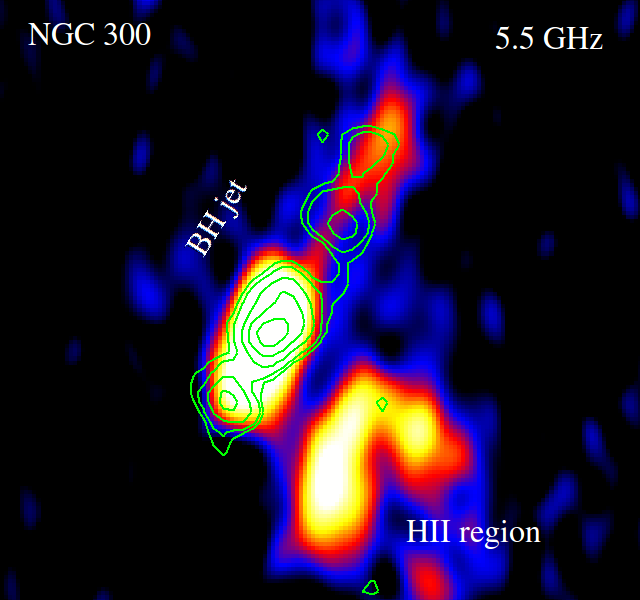 NGC 300
5.5 GHz
BH jet
HII region